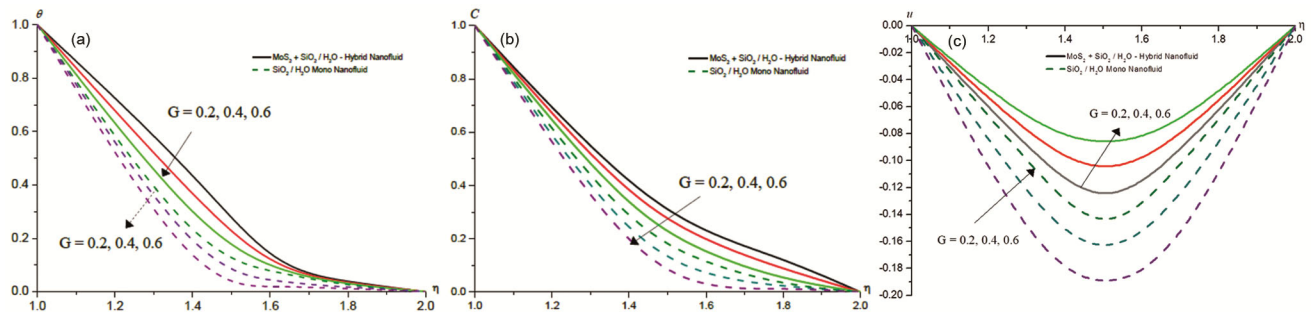 θ
1.0
0.8
0.6
0.4
0.2
0.0
(a)
MoS2 + SiO2 / H2O - Hybrid Nanofluid
SiO2 / H2O Mono Nanofluid
G = 0.2, 0.4, 0.6
G = 0.2, 0.4, 0.6
1.0 1.2 1.4 1.6 1.8 2.0 η
C
1.0
0.8
0.6
0.4
0.2
0.0
(b)
MoS2 + SiO2 / H2O - Hybrid Nanofluid
SiO2 / H2O Mono Nanofluid
G = 0.2, 0.4, 0.6
1.0 1.2 1.4 1.6 1.8 2.0 η
0.00
-0.02
-0.04
-0.06
-0.08
-0.10
-0.12
-0.14
-0.16
-0.18
-0.20
1.0 1.2 1.4 1.6 1.8 2.0 η
(c)
MoS2 + SiO2 / H2O - Hybrid Nanofluid
SiO2 / H2O Mono Nanofluid
G = 0.2, 0.4, 0.6
G = 0.2, 0.4, 0.6